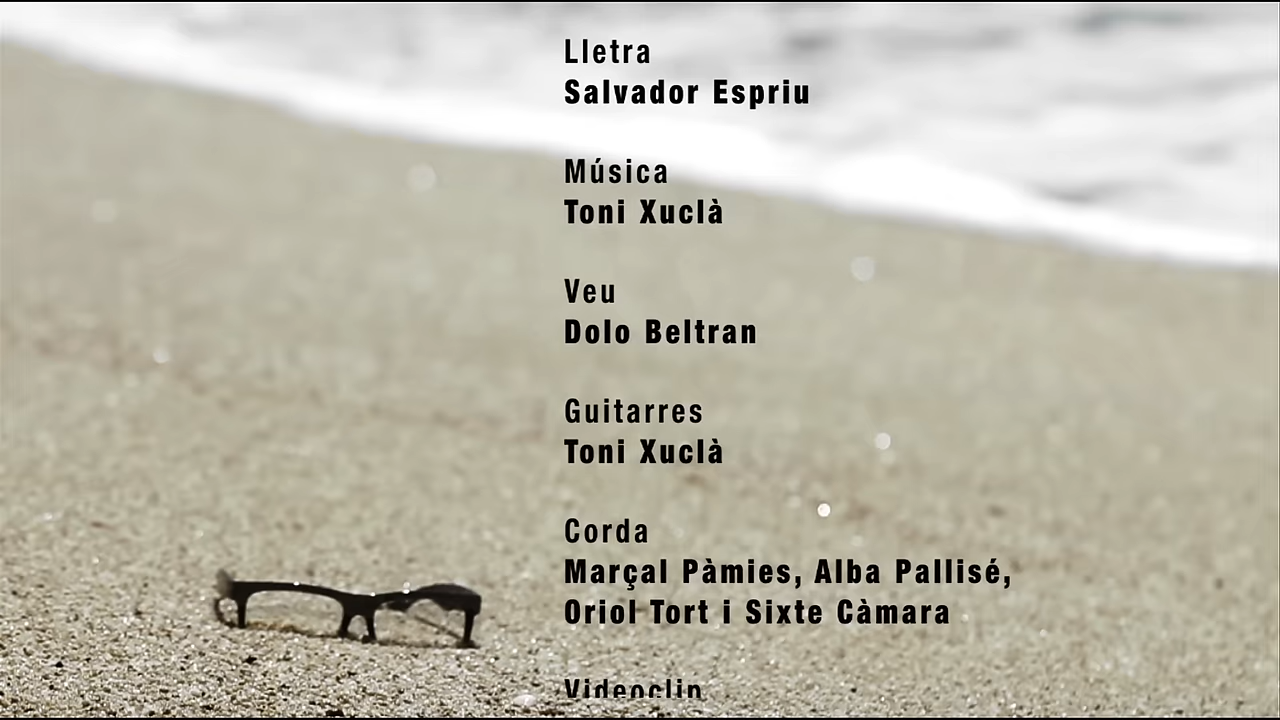 Lletra
Salvador Espriu
Música
Toni Xuclà
Veu
Dolo Beltran
Guitarres
Toni Xuclà
Corda
Marçal Pàmies, Alba Pallisé,
Oriol Tort i Sixte Càmara
Videoclip